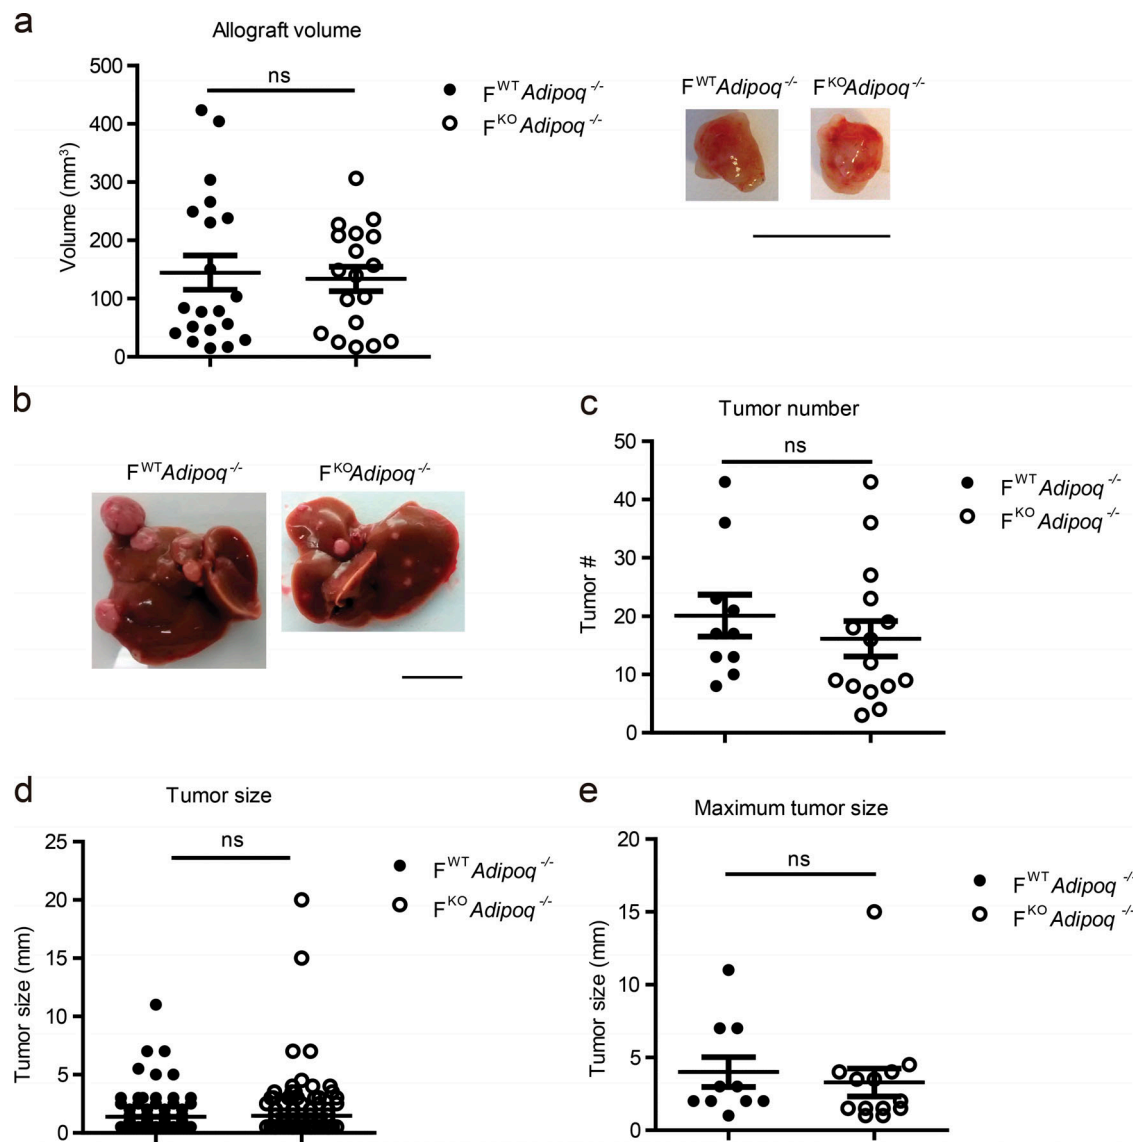 a
Allograft volume
500
400
300
200
100
0
Volume (mm³)
ns
F^WT Adipoq^-/-
F^KO Adipoq^-/-
F^WT Adipoq^-/-
F^KO Adipoq^-/-
b
F^WT Adipoq^-/-
F^KO Adipoq^-/-
c
Tumor number
50
40
30
20
10
0
Tumor #
ns
F^WT Adipoq^-/-
F^KO Adipoq^-/-
d
Tumor size
25
20
15
10
5
0
Tumor size (mm)
ns
F^WT Adipoq^-/-
F^KO Adipoq^-/-
e
Maximum tumor size
20
15
10
5
0
Tumor size (mm)
ns
F^WT Adipoq^-/-
F^KO Adipoq^-/-